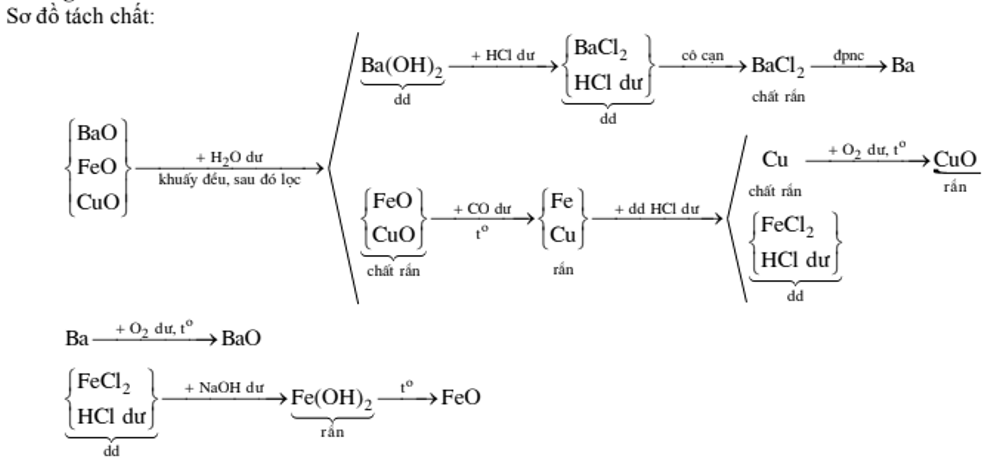 Sơ đồ tách chất:
Ba(OH)₂ + HCl dư BaCl₂ HCl dư cô cạn BaCl₂ đpnc Ba
dd dd chất rắn
BaO FeO CuO + H₂O dư khuấy đều, sau đó lọc
FeO CuO + CO dư t° Fe Cu + dd HCl dư
chất rắn rắn
Cu + O₂ dư, t° CuO
chất rắn rắn
FeCl₂ HCl dư
dd
Ba + O₂ dư, t° BaO
FeCl₂ HCl dư + NaOH dư Fe(OH)₂ t° FeO
dd rắn